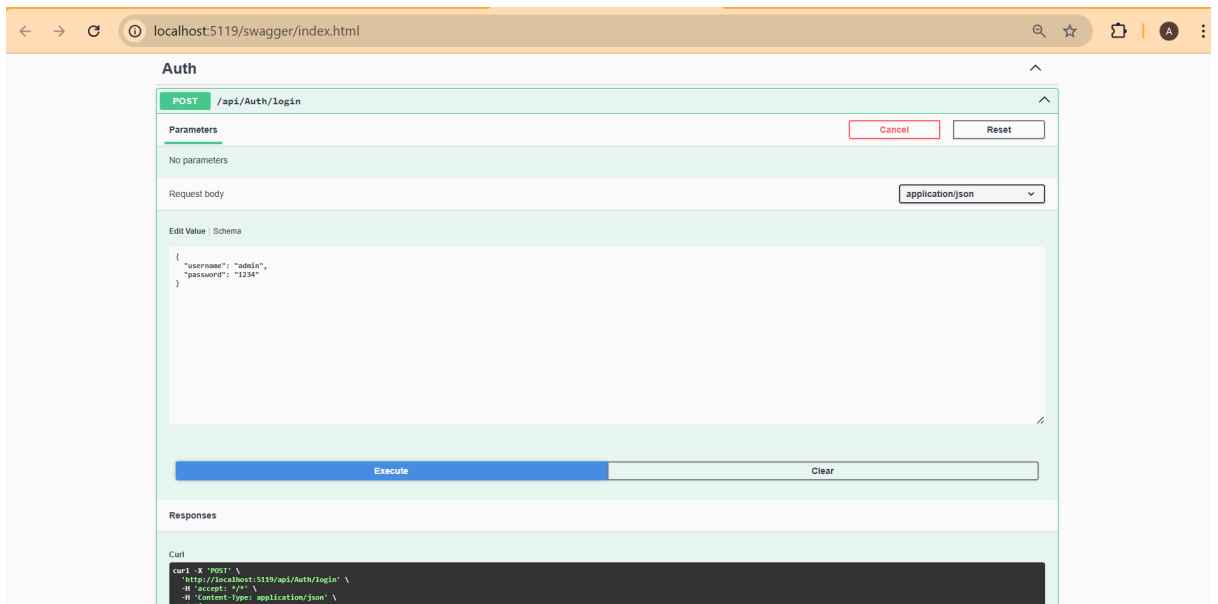 localhost:5119/swagger/index.html
A
Auth
POST /api/Auth/login
Parameters
Cancel
Reset
No parameters
Request body
application/json
Edit Value | Schema
{
"username": "admin",
"password": "1234"
}
Execute
Clear
Responses
Curl
curl -X 'POST' \
'http://localhost:5119/api/Auth/login' \
-H 'accept: */*' \
-H 'Content-Type: application/json' \